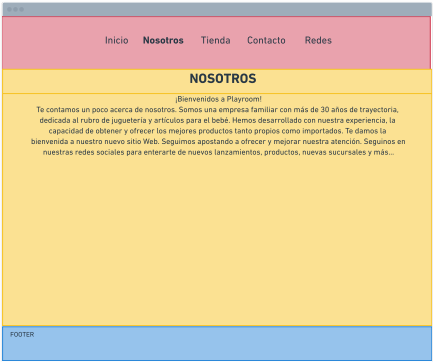 Inicio Nosotros Tienda Contacto Redes
NOSOTROS
¡Bienvenidos a Playroom!
Te contamos un poco acerca de nosotros. Somos una empresa familiar con más de 30 años de trayectoria,
dedicada al rubro de juguetería y artículos para el bebé. Hemos desarrollado con nuestra experiencia, la
capacidad de obtener y ofrecer los mejores productos tanto propios como importados. Te damos la
bienvenida a nuestro nuevo sitio Web. Seguimos apostando a ofrecer y mejorar nuestra atención. Seguinos en
nuestras redes sociales para enterarte de nuevos lanzamientos, productos, nuevas sucursales y más...
FOOTER